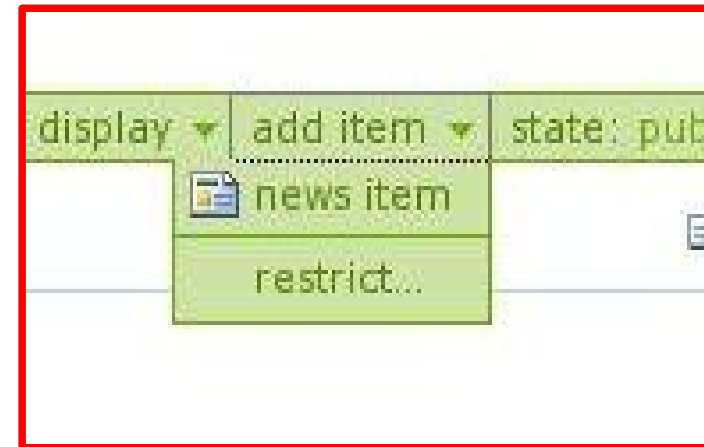 display add item state: pub
news item
restrict...